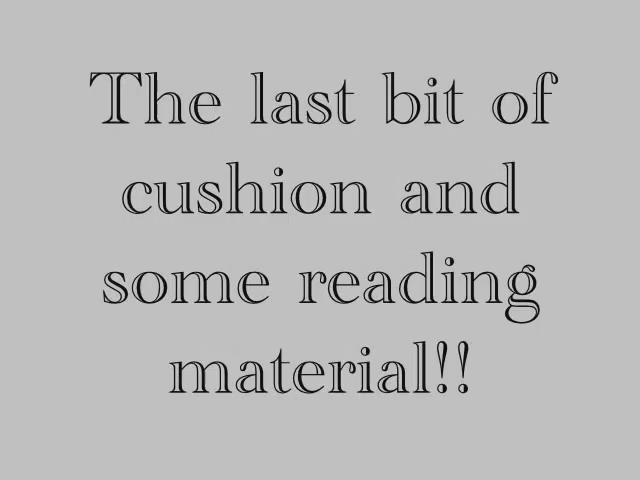 The last bit of
cushion and
some reading
material!!